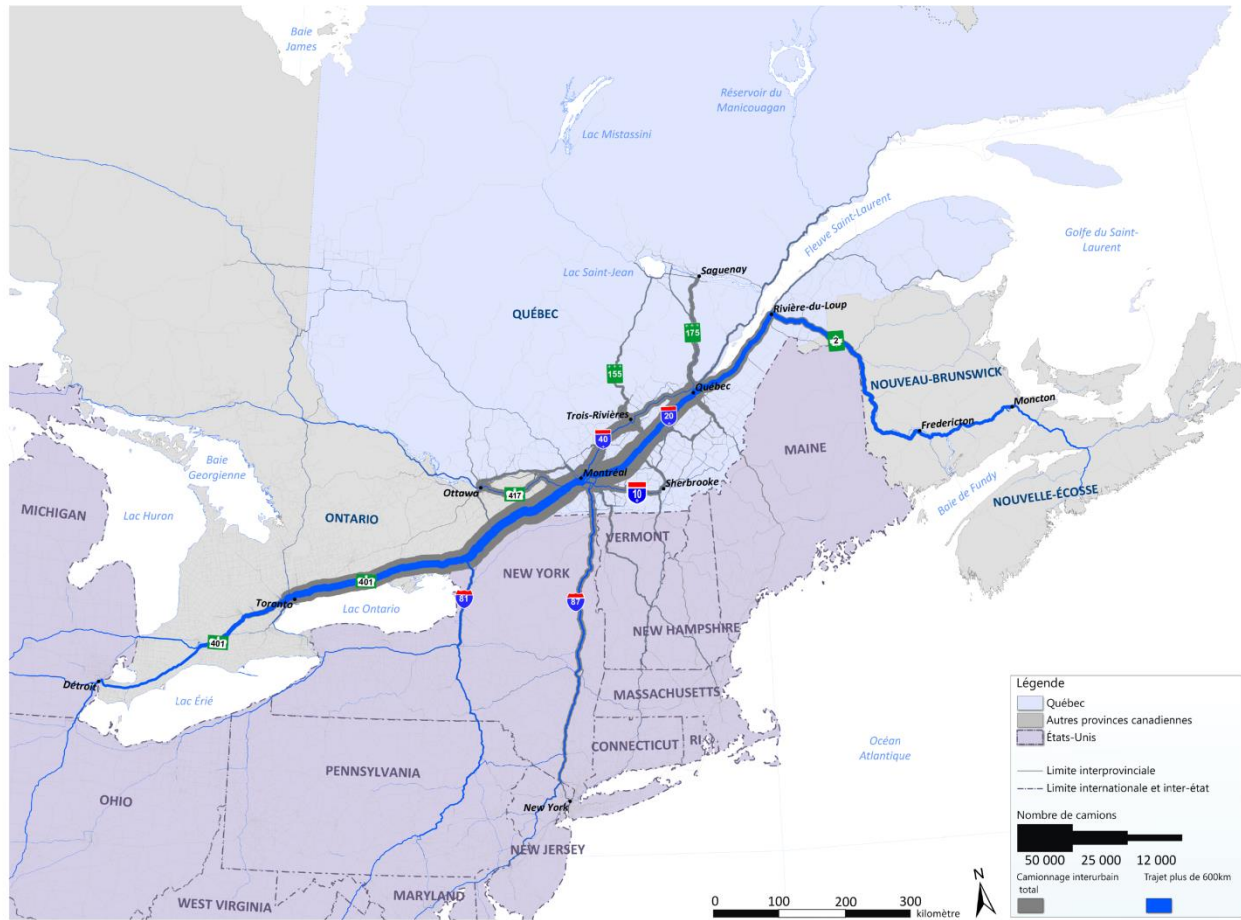 Baie
James
Réservoir du
Manicouagan
Lac Mistassini
Fleuve Saint-Laurent
Golfe du Saint-
Laurent
Saguenay
Lac Saint-Jean
QUÉBEC
Rivière-du-Loup
175
2
155
NOUVEAU-BRUNSWICK
Québec
Trois-Rivières
20
Moncton
Fredericton
40
MAINE
Baie
Georgienne
Montréal
Sherbrooke
Ottawa
417
10
Baie de Fundy
NOUVELLE-ÉCOSSE
MICHIGAN
Lac Huron
ONTARIO
VERMONT
NEW YORK
401
Toronto
Lac Ontario
81
87
NEW HAMPSHIRE
401
Détroit
Lac Érié
MASSACHUSETTS
CONNECTICUT
RI
Océan
Atlantique
PENNSYLVANIA
OHIO
New York
NEW JERSEY
WEST VIRGINIA
MARYLAND
Légende
Québec
Autres provinces canadiennes
États-Unis
Limite interprovinciale
Limite internationale et inter-état
Nombre de camions
50 000 25 000 12 000
Camionnage interurbain total
Trajet plus de 600km
N
0 100 200 300
kilomètre